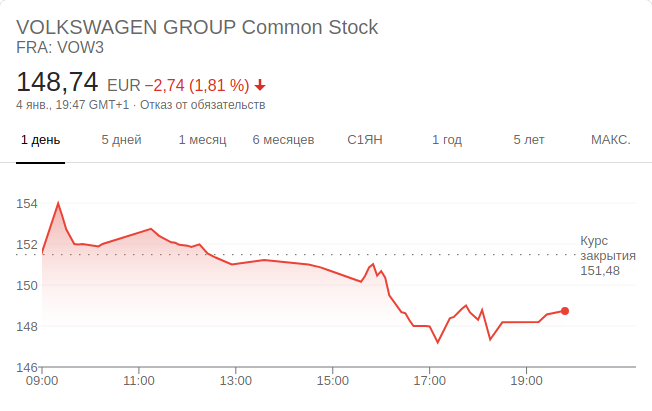 VOLKSWAGEN GROUP Common Stock
FRA: VOW3
148,74 EUR −2,74 (1,81 %)
4 янв., 19:47 GMT+1 · Отказ от обязательств
1 день 5 дней 1 месяц 6 месяцев С1ЯН 1 год 5 лет МАКС.
154
152
150
148
146
Курс
закрытия
151,48
09:00 11:00 13:00 15:00 17:00 19:00